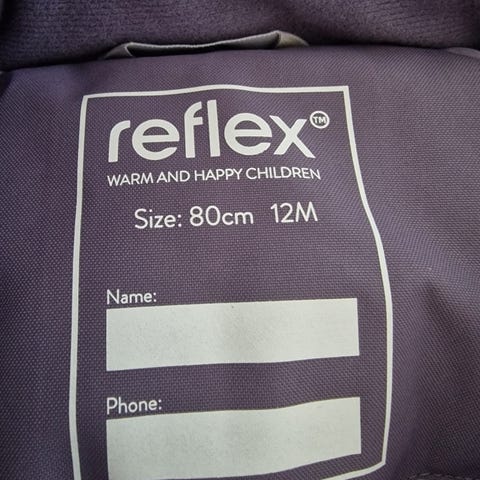 reflex™
WARM AND HAPPY CHILDREN
Size: 80cm 12M
Name:
Phone: